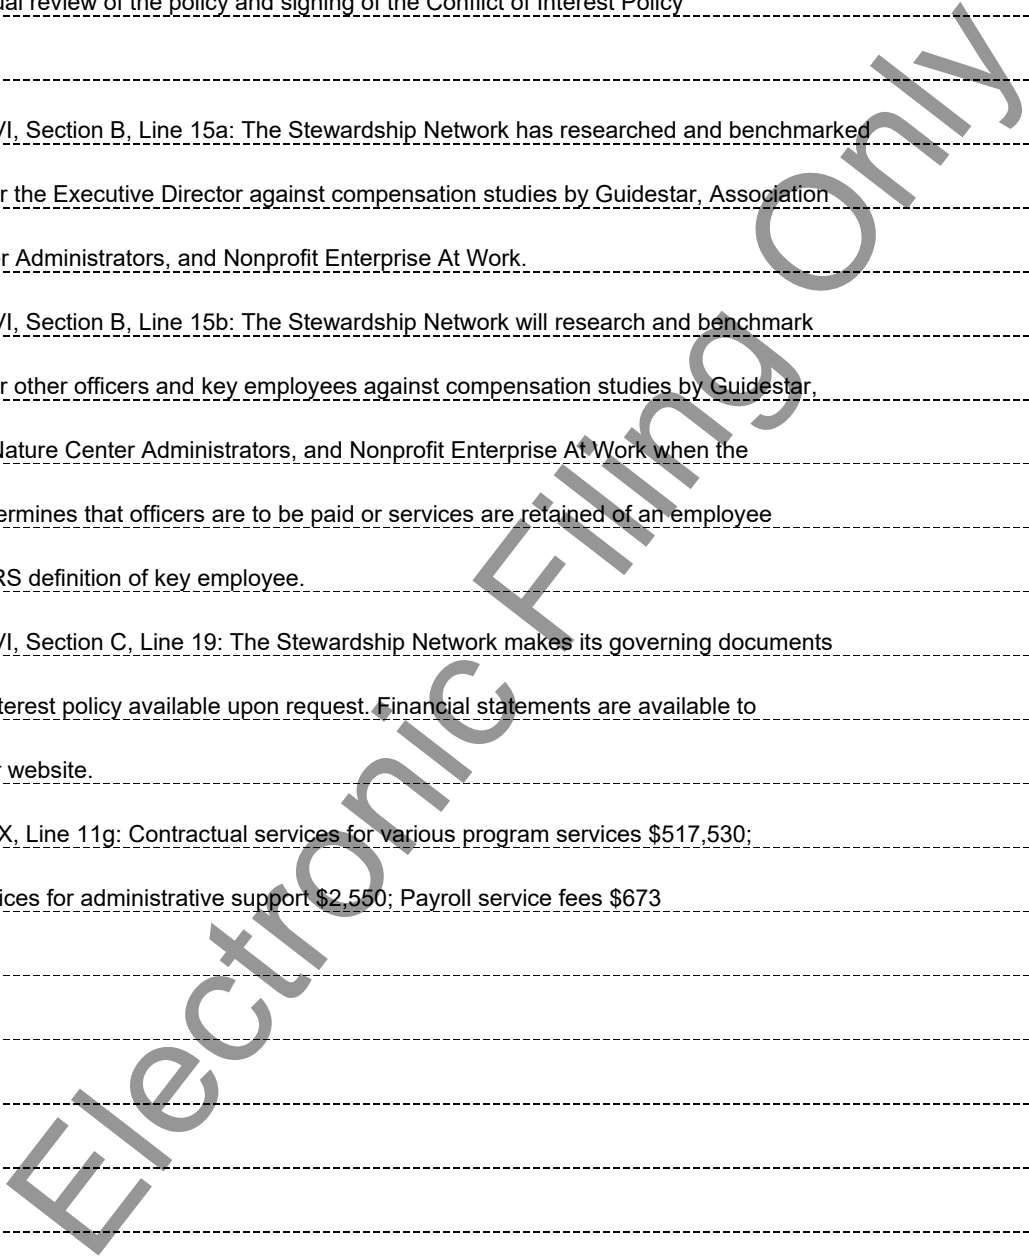 ual review of the policy and signing of the Conflict of Interest Policy
VI, Section B, Line 15a: The Stewardship Network has researched and benchmarked
r the Executive Director against compensation studies by Guidestar, Association
r Administrators, and Nonprofit Enterprise At Work.
VI, Section B, Line 15b: The Stewardship Network will research and benchmark
r other officers and key employees against compensation studies by Guidestar,
Nature Center Administrators, and Nonprofit Enterprise At Work when the
ermines that officers are to be paid or services are retained of an employee
RS definition of key employee.
VI, Section C, Line 19: The Stewardship Network makes its governing documents
terest policy available upon request. Financial statements are available to
r website.
X, Line 11g: Contractual services for various program services $517,530;
ices for administrative support $2,550; Payroll service fees $673
Electronic Filing Only